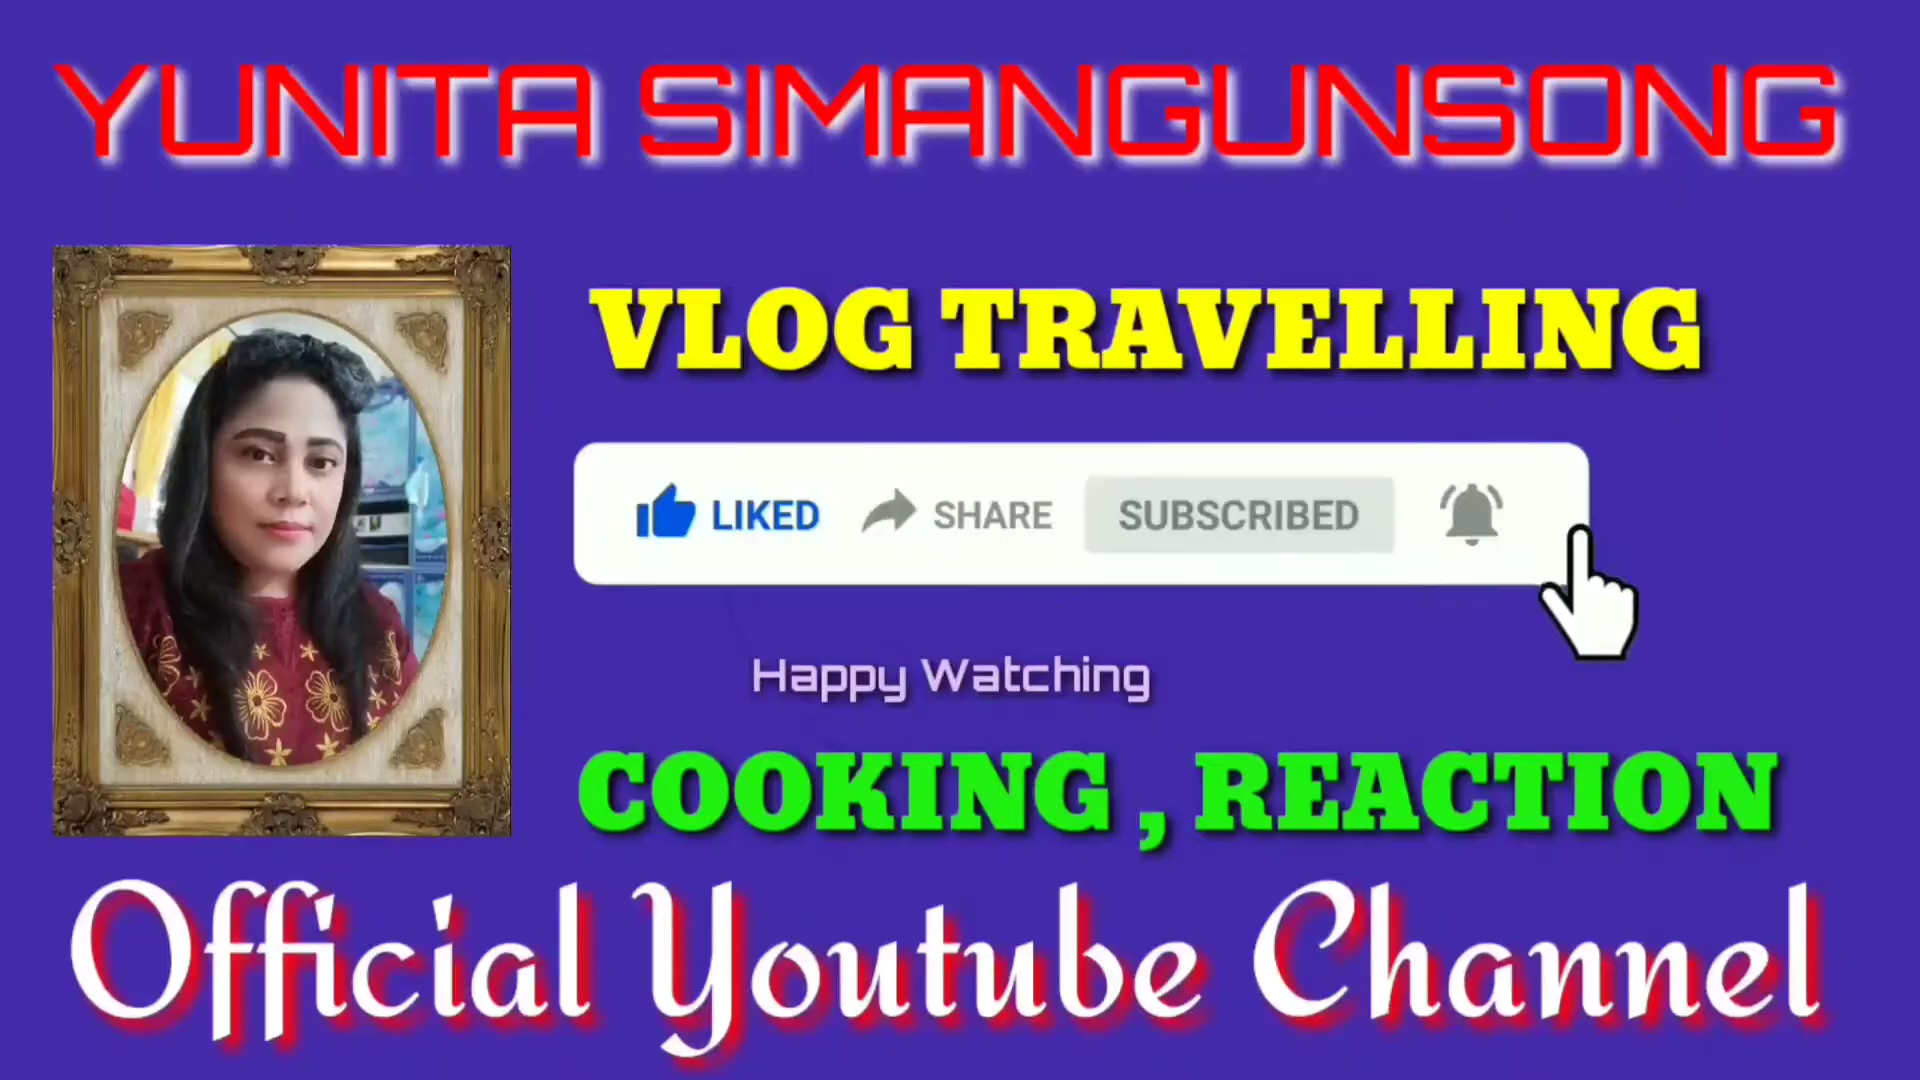 YUNITA SIMANGUNSONG
VLOG TRAVELLING
LIKED SHARE SUBSCRIBED
Happy Watching
COOKING , REACTION
Official Youtube Channel